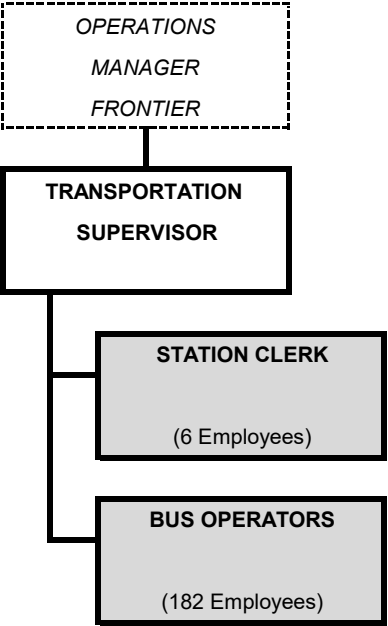 OPERATIONS
MANAGER
FRONTIER
TRANSPORTATION
SUPERVISOR
STATION CLERK
(6 Employees)
BUS OPERATORS
(182 Employees)